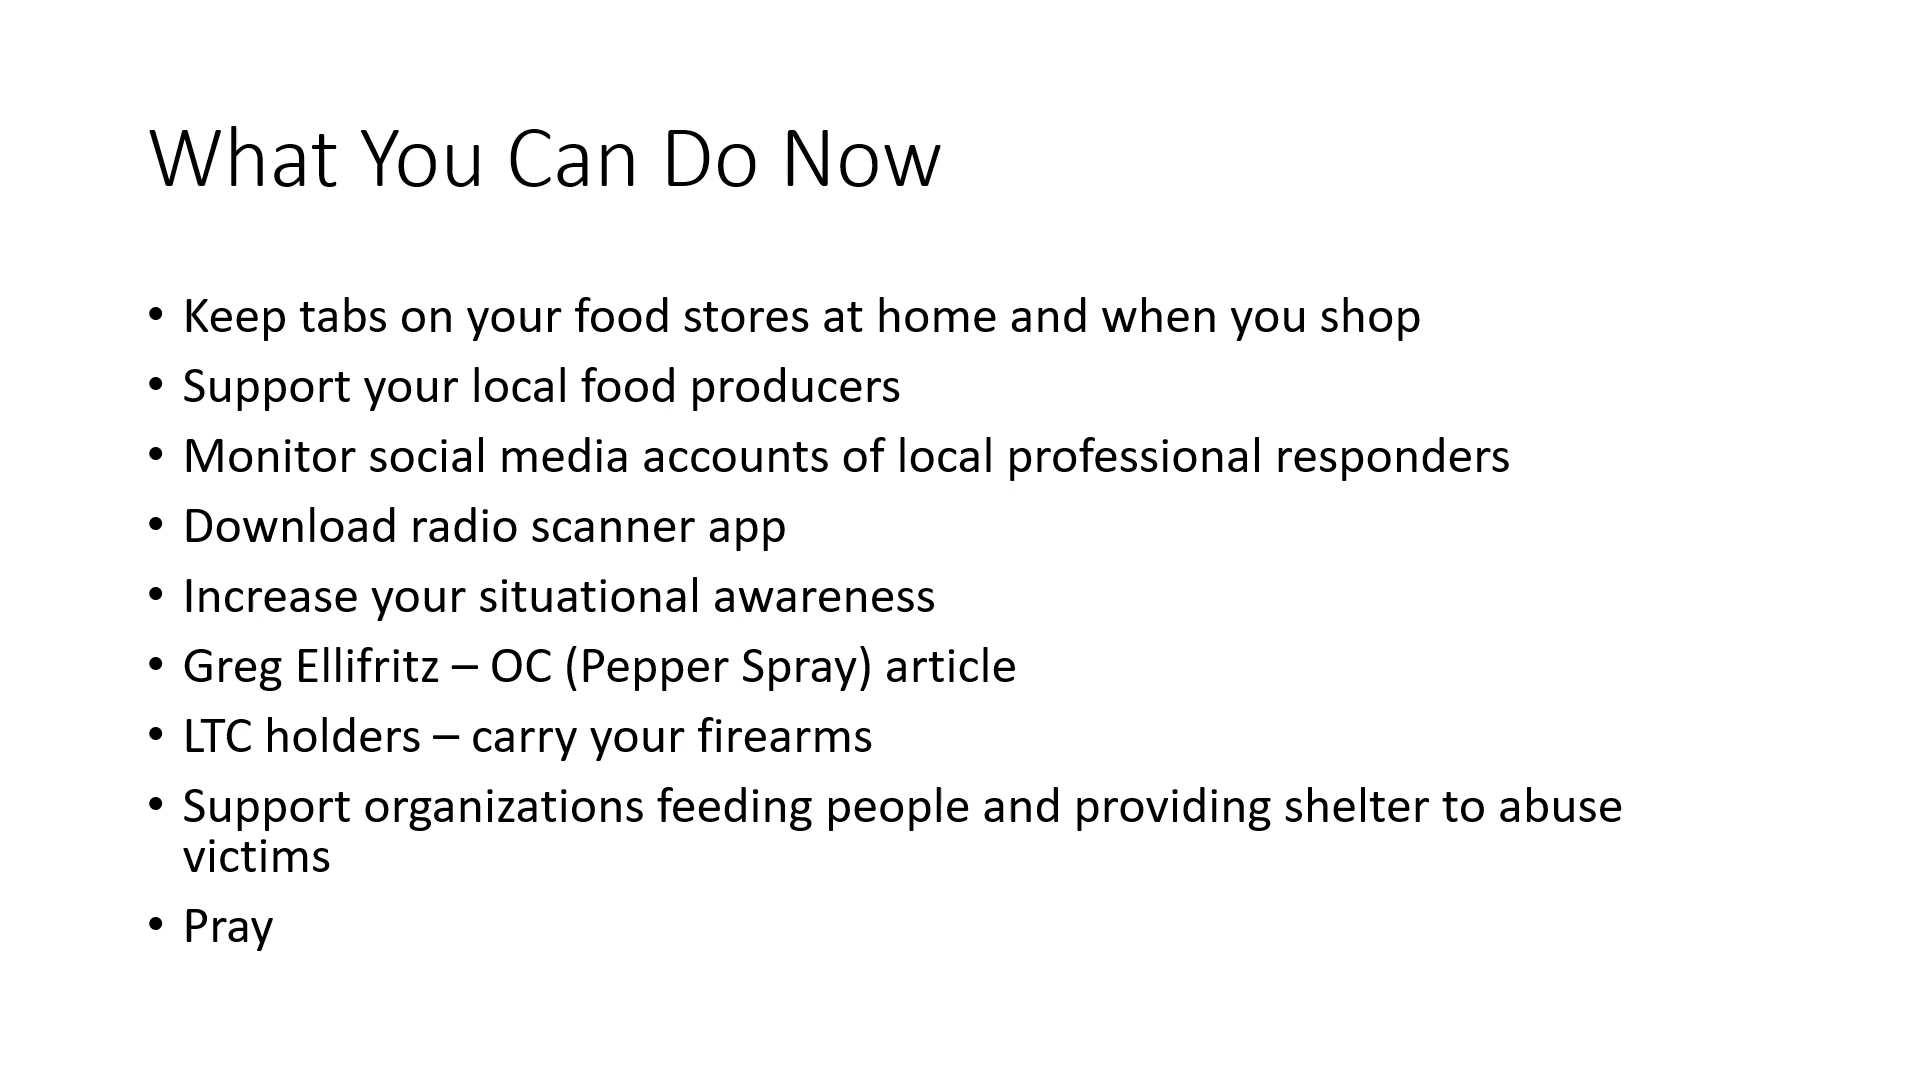 What You Can Do Now
• Keep tabs on your food stores at home and when you shop
• Support your local food producers
• Monitor social media accounts of local professional responders
• Download radio scanner app
• Increase your situational awareness
• Greg Ellifritz – OC (Pepper Spray) article
• LTC holders – carry your firearms
• Support organizations feeding people and providing shelter to abuse
victims
• Pray